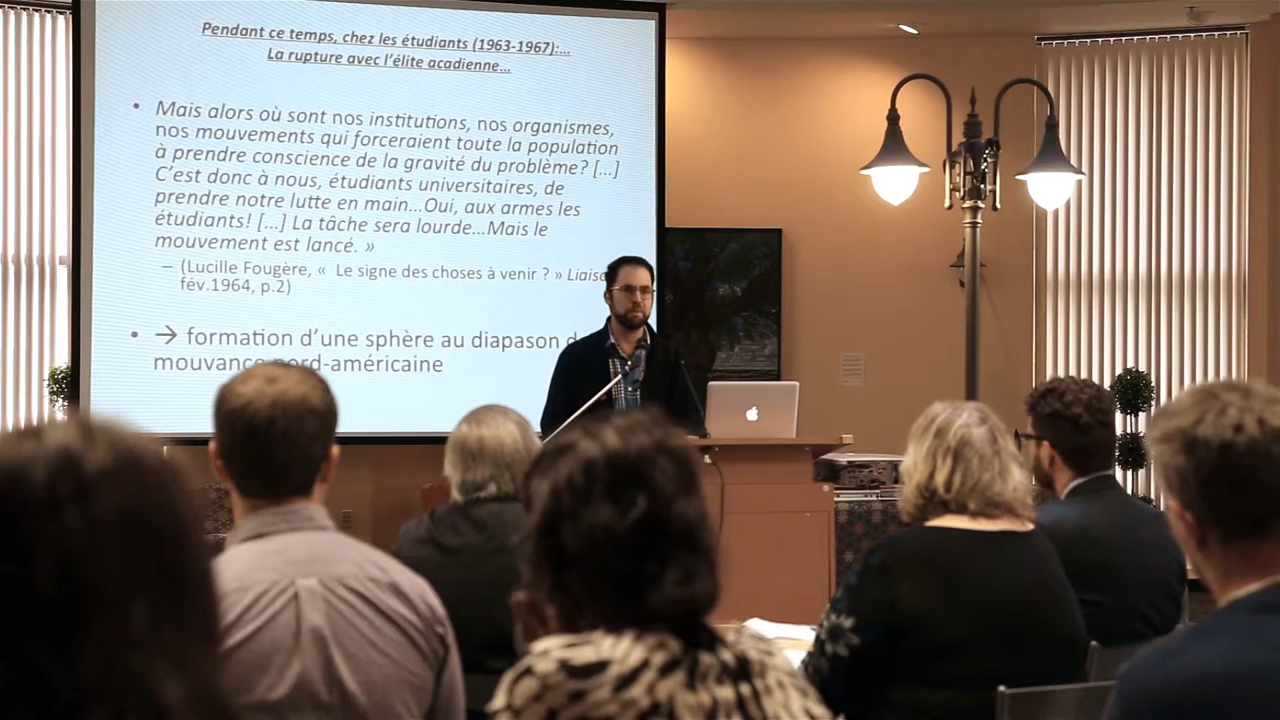 Pendant ce temps, chez les étudiants (1963-1967):...
La rupture avec l’élite acadienne...
• Mais alors où sont nos institutions, nos organismes,
nos mouvements qui forceraient toute la population
à prendre conscience de la gravité du problème? [...]
C’est donc à nous, étudiants universitaires, de
prendre notre lutte en main...Oui, aux armes les
étudiants! [...] La tâche sera lourde...Mais le
mouvement est lancé. »
– (Lucille Fougère, « Le signe des choses à venir ? »
fév.1964, p.2)
• → formation d’une sphère au diapason
mouvance nord-américaine